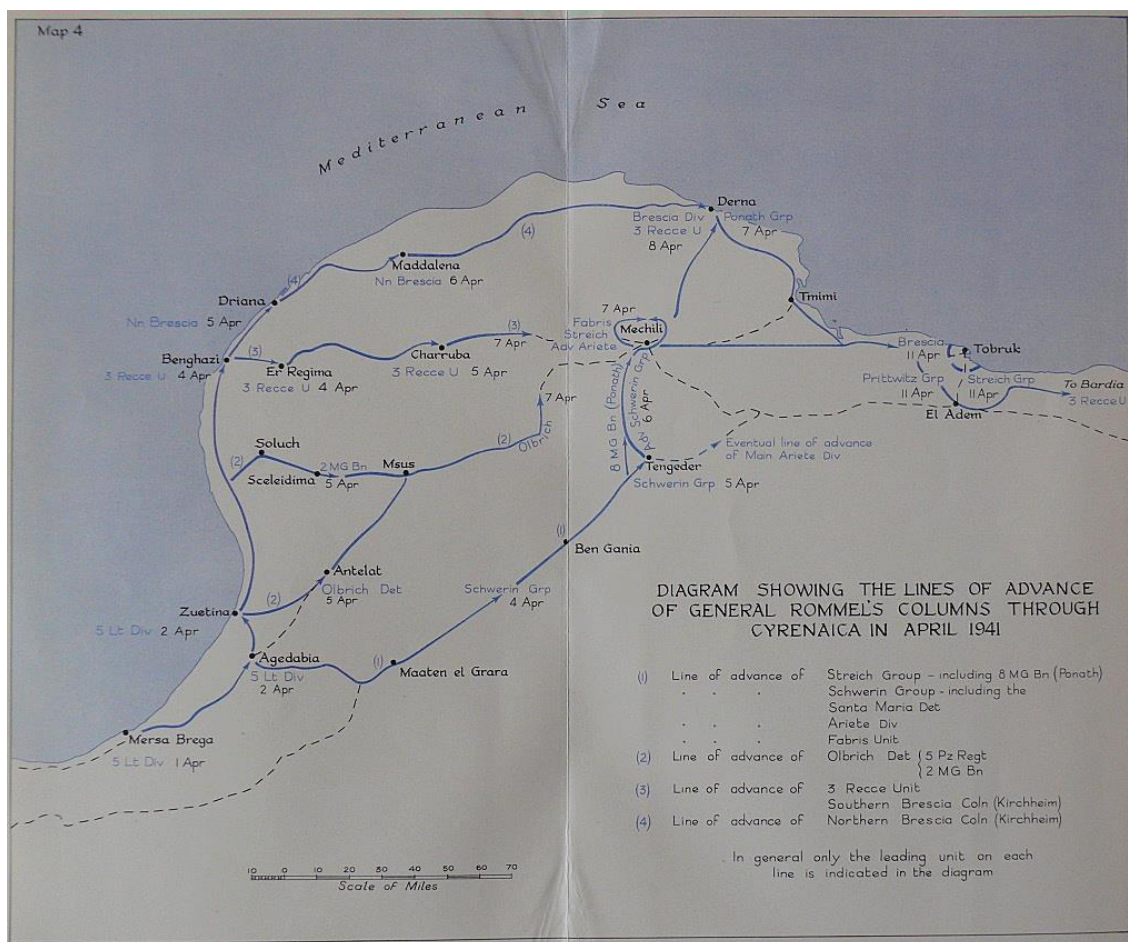 Map 4
Mediterranean Sea
Derna
Brescia Div
3 Recce U
8 Apr
Ponath Grp
7 Apr
(4)
Maddalena
Nn Brescia 6 Apr
(4)
Driana
Nn Brescia 5 Apr
Tmimi
7 Apr
Fabris
Streich
Adv Ariete
Mechili
(3)
7 Apr
Charruba
3 Recce U 5 Apr
Benghazi
(3)
3 Recce U 4 Apr
Er Regima
3 Recce U 4 Apr
Brescia
11 Apr
Tobruk
Prittwitz Grp
11 Apr
Streich Grp
11 Apr
To Bardia
3 Recce U
El Adem
8 MG Bn (Ponath)
Adv Schwerin Grp
6 Apr
7 Apr
Olbrich
(2)
Soluch
(2)
Sceleidima
2 MG Bn
5 Apr
Msus
Eventual line of advance
of Main Ariete Div
Tengeder
Schwerin Grp 5 Apr
(1)
Ben Gania
Antelat
Olbrich Det
5 Apr
(2)
Schwerin Grp
4 Apr
Zuetina
5 Lt Div 2 Apr
Agedabia
5 Lt Div
2 Apr
(1)
Maaten el Grara
Mersa Brega
5 Lt Div 1 Apr
DIAGRAM SHOWING THE LINES OF ADVANCE
OF GENERAL ROMMEL'S COLUMNS THROUGH
CYRENAICA IN APRIL 1941
(1) Line of advance of Streich Group - including 8 MG Bn (Ponath)
. . . Schwerin Group - including the
Santa Maria Det
. . . Ariete Div
. . . Fabris Unit
(2) Line of advance of Olbrich Det { 5 Pz Regt
{ 2 MG Bn
(3) Line of advance of 3 Recce Unit
Southern Brescia Coln (Kirchheim)
(4) Line of advance of Northern Brescia Coln (Kirchheim)
In general only the leading unit on each
line is indicated in the diagram
10 0 10 20 30 40 50 60 70
Scale of Miles